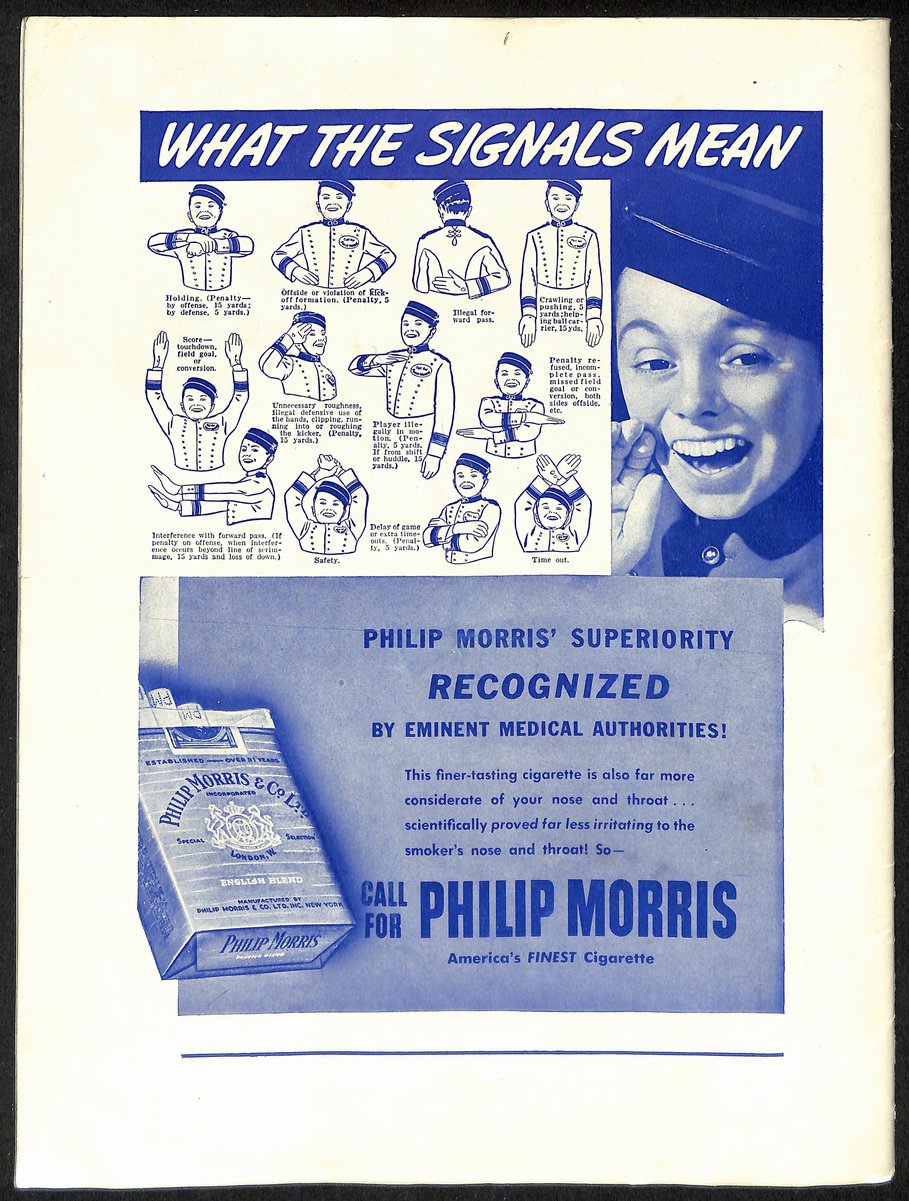 WHAT THE SIGNALS MEAN
Holding. (Penalty—
by offense, 15 yards;
by defense, 5 yards.)
Offside or violation of kick-
off formation. (Penalty, 5
yards.)
Illegal for-
ward pass.
Crawling or
pushing, 5
yards; help-
ing ball car-
rier, 15 yds.
Score—
touchdown,
field goal,
or
conversion.
Unnecessary roughness,
illegal defensive use of
the hands, clipping, run-
ning into or roughing
the kicker. (Penalty,
15 yards.)
Player ille-
gally in mo-
tion. (Pen-
alty, 5 yards.
If from shift
or huddle, 15
yards.)
Penalty re-
fused, incom-
plete pass,
missed field
goal or con-
version, both
sides offside,
etc.
Interference with forward pass. (If
penalty on offense, when interfer-
ence occurs beyond line of scrim-
mage, 15 yards and loss of down.)
Safety.
Delay of game
or extra time-
outs. (Penal-
ty, 5 yards.)
Time out.
PHILIP MORRIS' SUPERIORITY
RECOGNIZED
BY EMINENT MEDICAL AUTHORITIES!
This finer-tasting cigarette is also far more
considerate of your nose and throat...
scientifically proved far less irritating to the
smoker's nose and throat! So—
CALL
FOR PHILIP MORRIS
America's FINEST Cigarette
PM
PM
ESTABLISHED — OVER 91 YEARS
PHILIP MORRIS & CO. LTD.
INCORPORATED
SPECIAL SELECTION
LONDON, W.
ENGLISH BLEND
MANUFACTURED BY
PHILIP MORRIS & CO. LTD. INC. NEW YORK
PHILIP MORRIS
ENGLISH BLEND